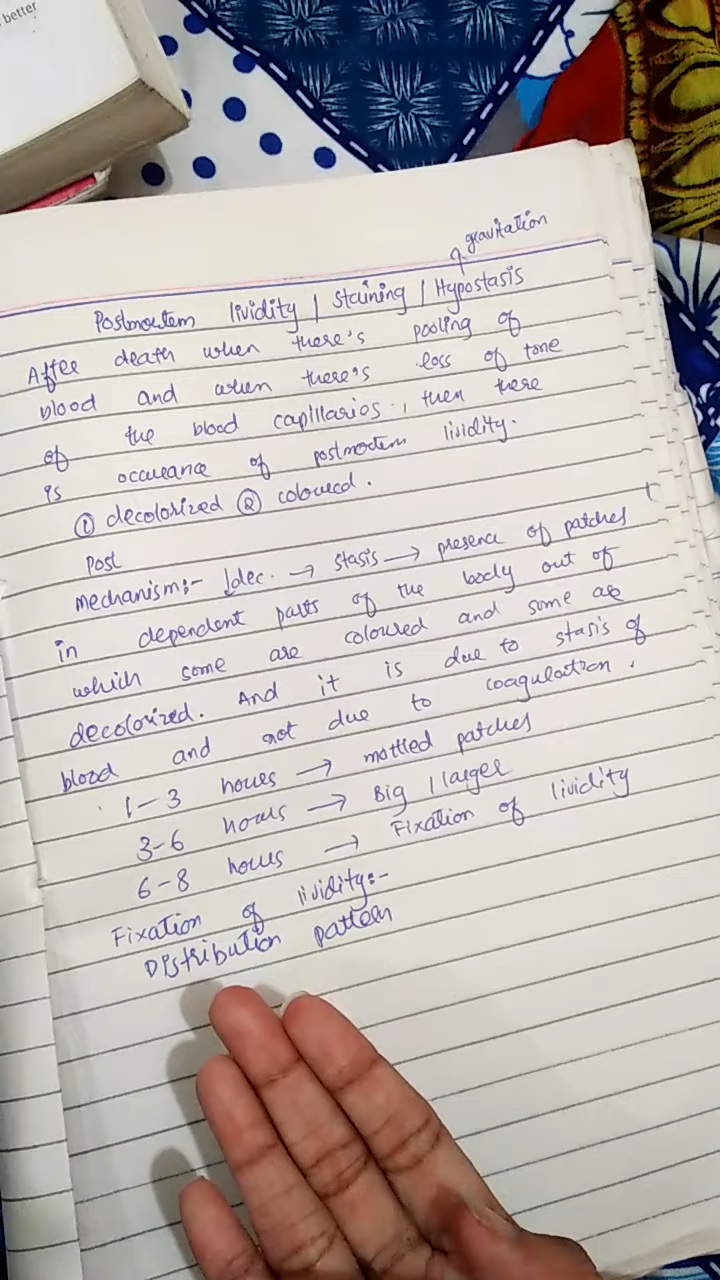 better
gravitation
Postmortem lividity / Staining / Hypostasis
After death when there's pooling of
blood and when there's loss of tone
of the blood capillaries, then there
is occurance of postmortem lividity.
① decolorized ② coloured.
Post
mechanism:- ↓dec. → stasis → presence of patches
in dependent parts of the body out of
which some are coloured and some are
decolorized. And it is due to stasis of
blood and not due to coagulation.
1-3 hours → mottled patches
3-6 hours → Big / larger
6-8 hours → Fixation of lividity
Fixation of lividity:-
Distribution pattern